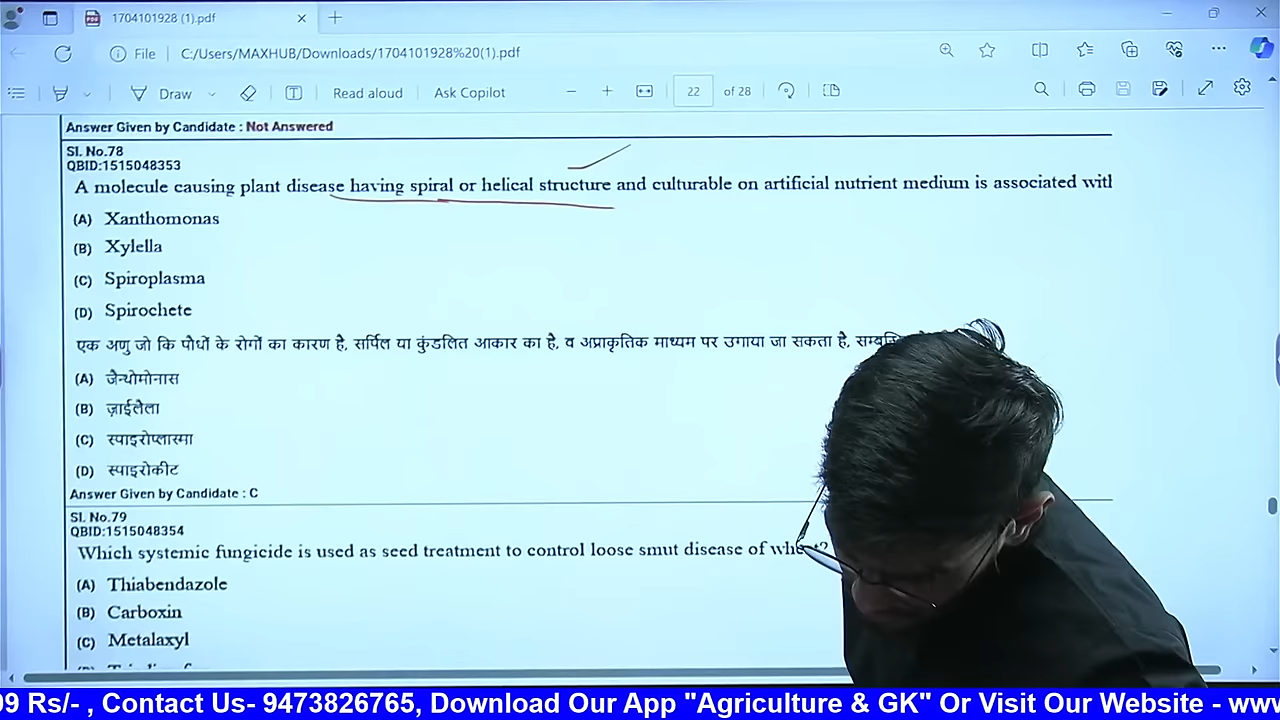 1704101928 (1).pdf
File C:/Users/MAXHUB/Downloads/1704101928%20(1).pdf
Draw Read aloud Ask Copilot 22 of 28
Answer Given by Candidate : Not Answered
Sl. No.78
QBID:1515048353
A molecule causing plant disease having spiral or helical structure and culturable on artificial nutrient medium is associated
(A) Xanthomonas
(B) Xylella
(C) Spiroplasma
(D) Spirochete
एक अणु जो कि पौधों के रोगों का कारण है, सर्पिल या कुंडलित आकार का है, व अप्राकृतिक माध्यम पर उगाया जा सकता है,
(A) जैन्थोमोनास
(B) ज़ाईलैला
(C) स्पाइरोप्लास्मा
(D) स्पाइरोकीट
Answer Given by Candidate : C
Sl. No.79
QBID:1515048354
Which systemic fungicide is used as seed treatment to control loose smut disease of
(A) Thiabendazole
(B) Carboxin
(C) Metalaxyl
99 Rs/- , Contact Us- 9473826765, Download Our App "Agriculture & GK" Or Visit Our Website -